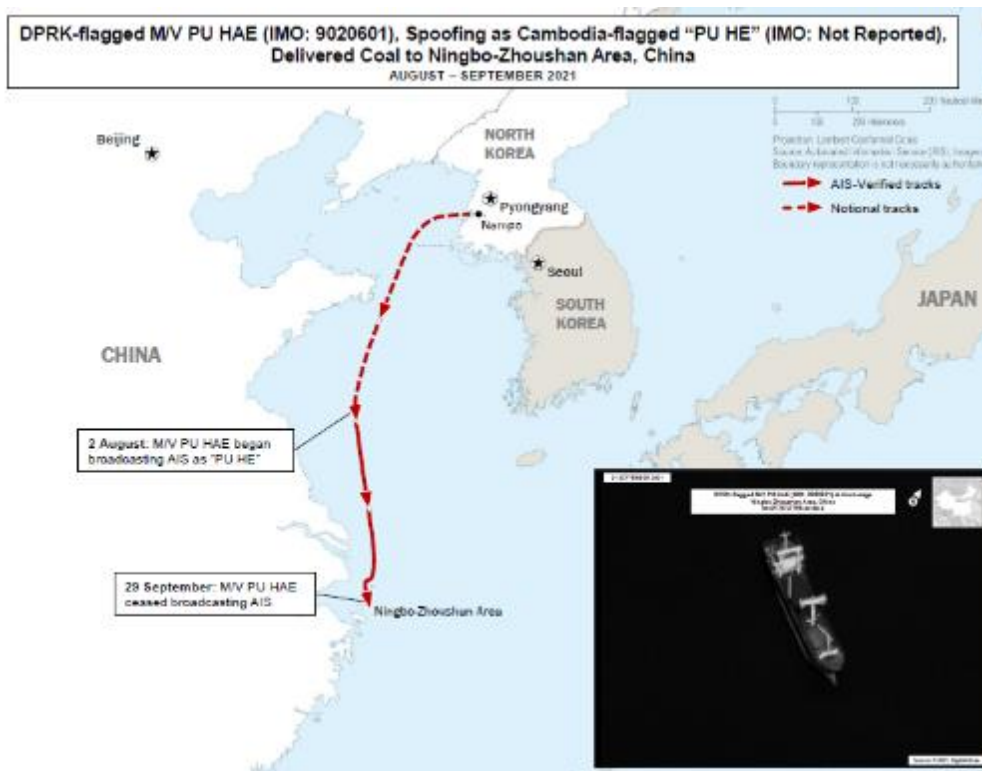 DPRK-flagged M/V PU HAE (IMO: 9020601), Spoofing as Cambodia-flagged “PU HE” (IMO: Not Reported),
Delivered Coal to Ningbo-Zhoushan Area, China
AUGUST – SEPTEMBER 2021
Beijing
NORTH
KOREA
Pyongyang
Nampo
AIS-Verified tracks
Notional tracks
Seoul
SOUTH
KOREA
JAPAN
CHINA
2 August: M/V PU HAE began
broadcasting AIS as "PU HE"
29 September: M/V PU HAE
ceased broadcasting AIS
Ningbo-Zhoushan Area